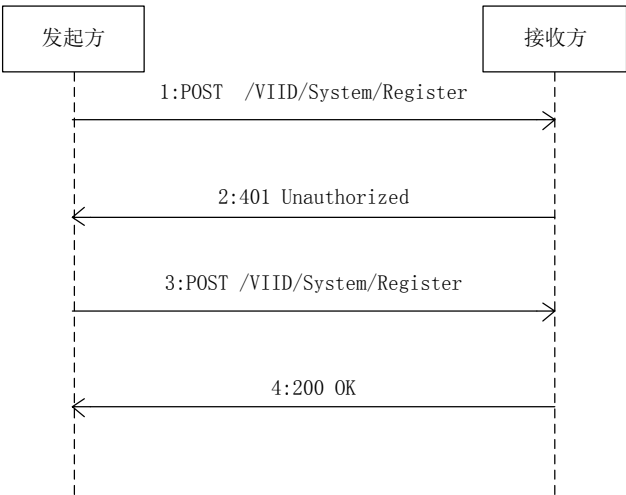 发起方
接收方
1:POST  /VIID/System/Register
2:401 Unauthorized
3:POST /VIID/System/Register
4:200 OK